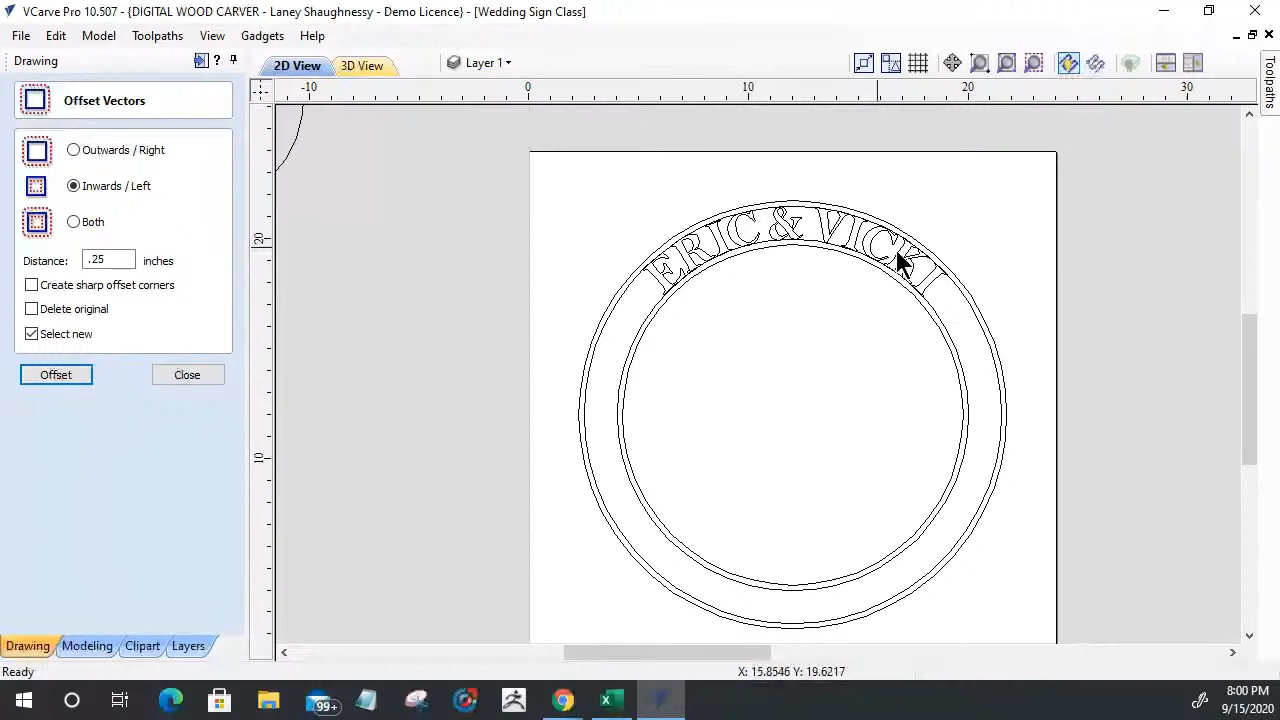 VCarve Pro 10.507 - {DIGITAL WOOD CARVER - Laney Shaughnessy - Demo Licence} - [Wedding Sign Class]
File Edit Model Toolpaths View Gadgets Help
Drawing
2D View 3D View Layer 1
Toolpaths
Offset Vectors
-10 0 10 20 30
Outwards / Right
Inwards / Left
Both
Distance: .25 inches
Create sharp offset corners
Delete original
Select new
Offset Close
20
10
ERIC & VICKI
Drawing Modeling Clipart Layers
Ready X: 15.8546 Y: 19.6217
99+
8:00 PM
9/15/2020